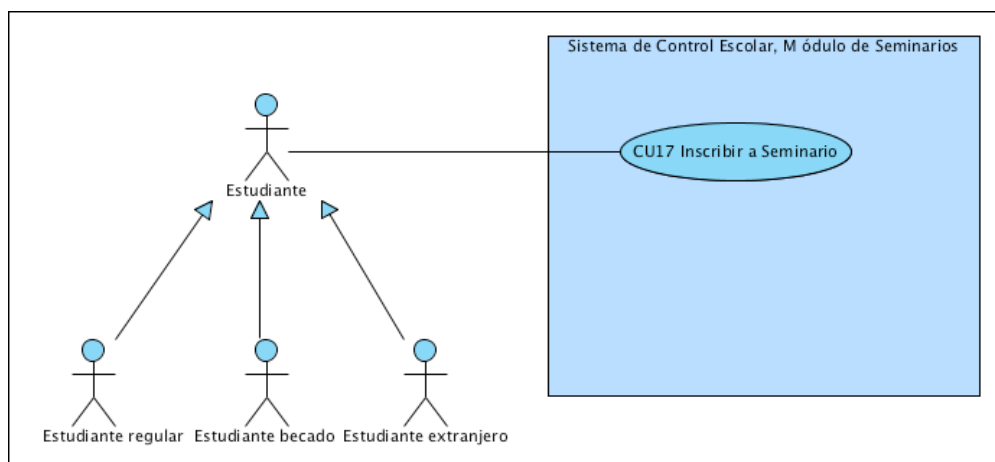 Sistema de Control Escolar, M ódulo de Seminarios
CU17 Inscribir a Seminario
Estudiante
Estudiante regular
Estudiante becado
Estudiante extranjero